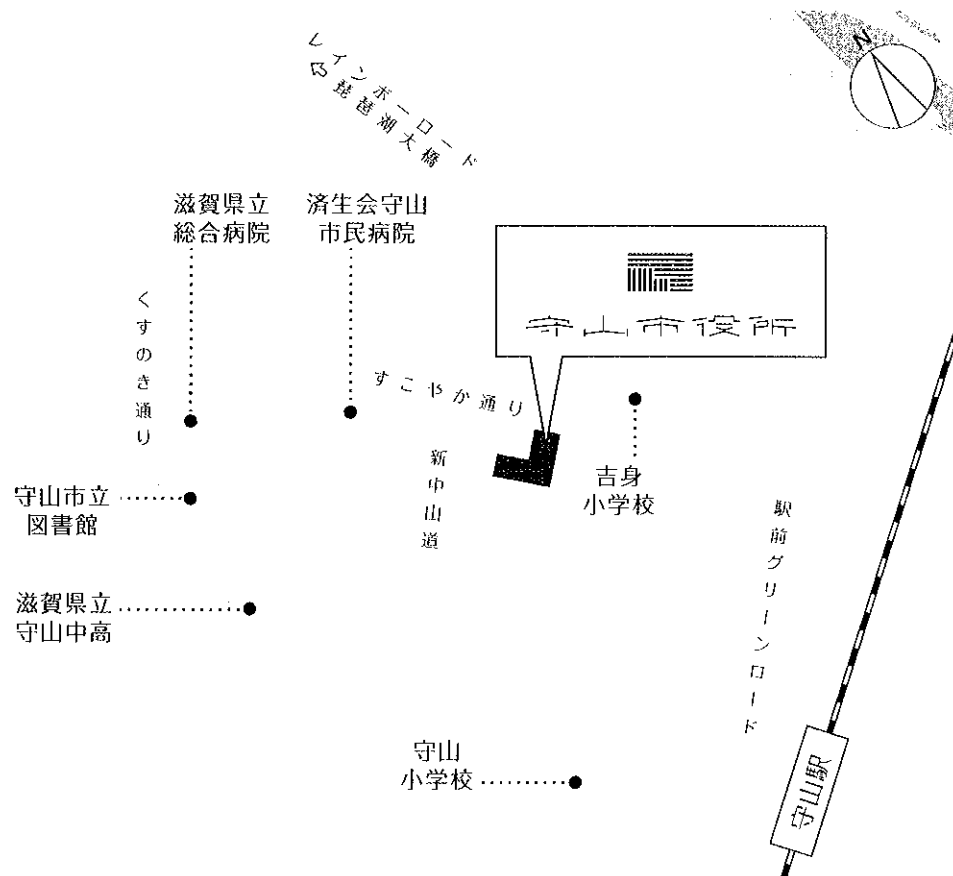 N
レインボーロード
琵琶湖大橋
滋賀県立
総合病院
済生会守山
市民病院
守山市役所
くすのき通り
すこやか通り
新中山道
吉身
小学校
守山市立
図書館
駅前グリーンロード
滋賀県立
守山中高
守山
小学校
守山駅